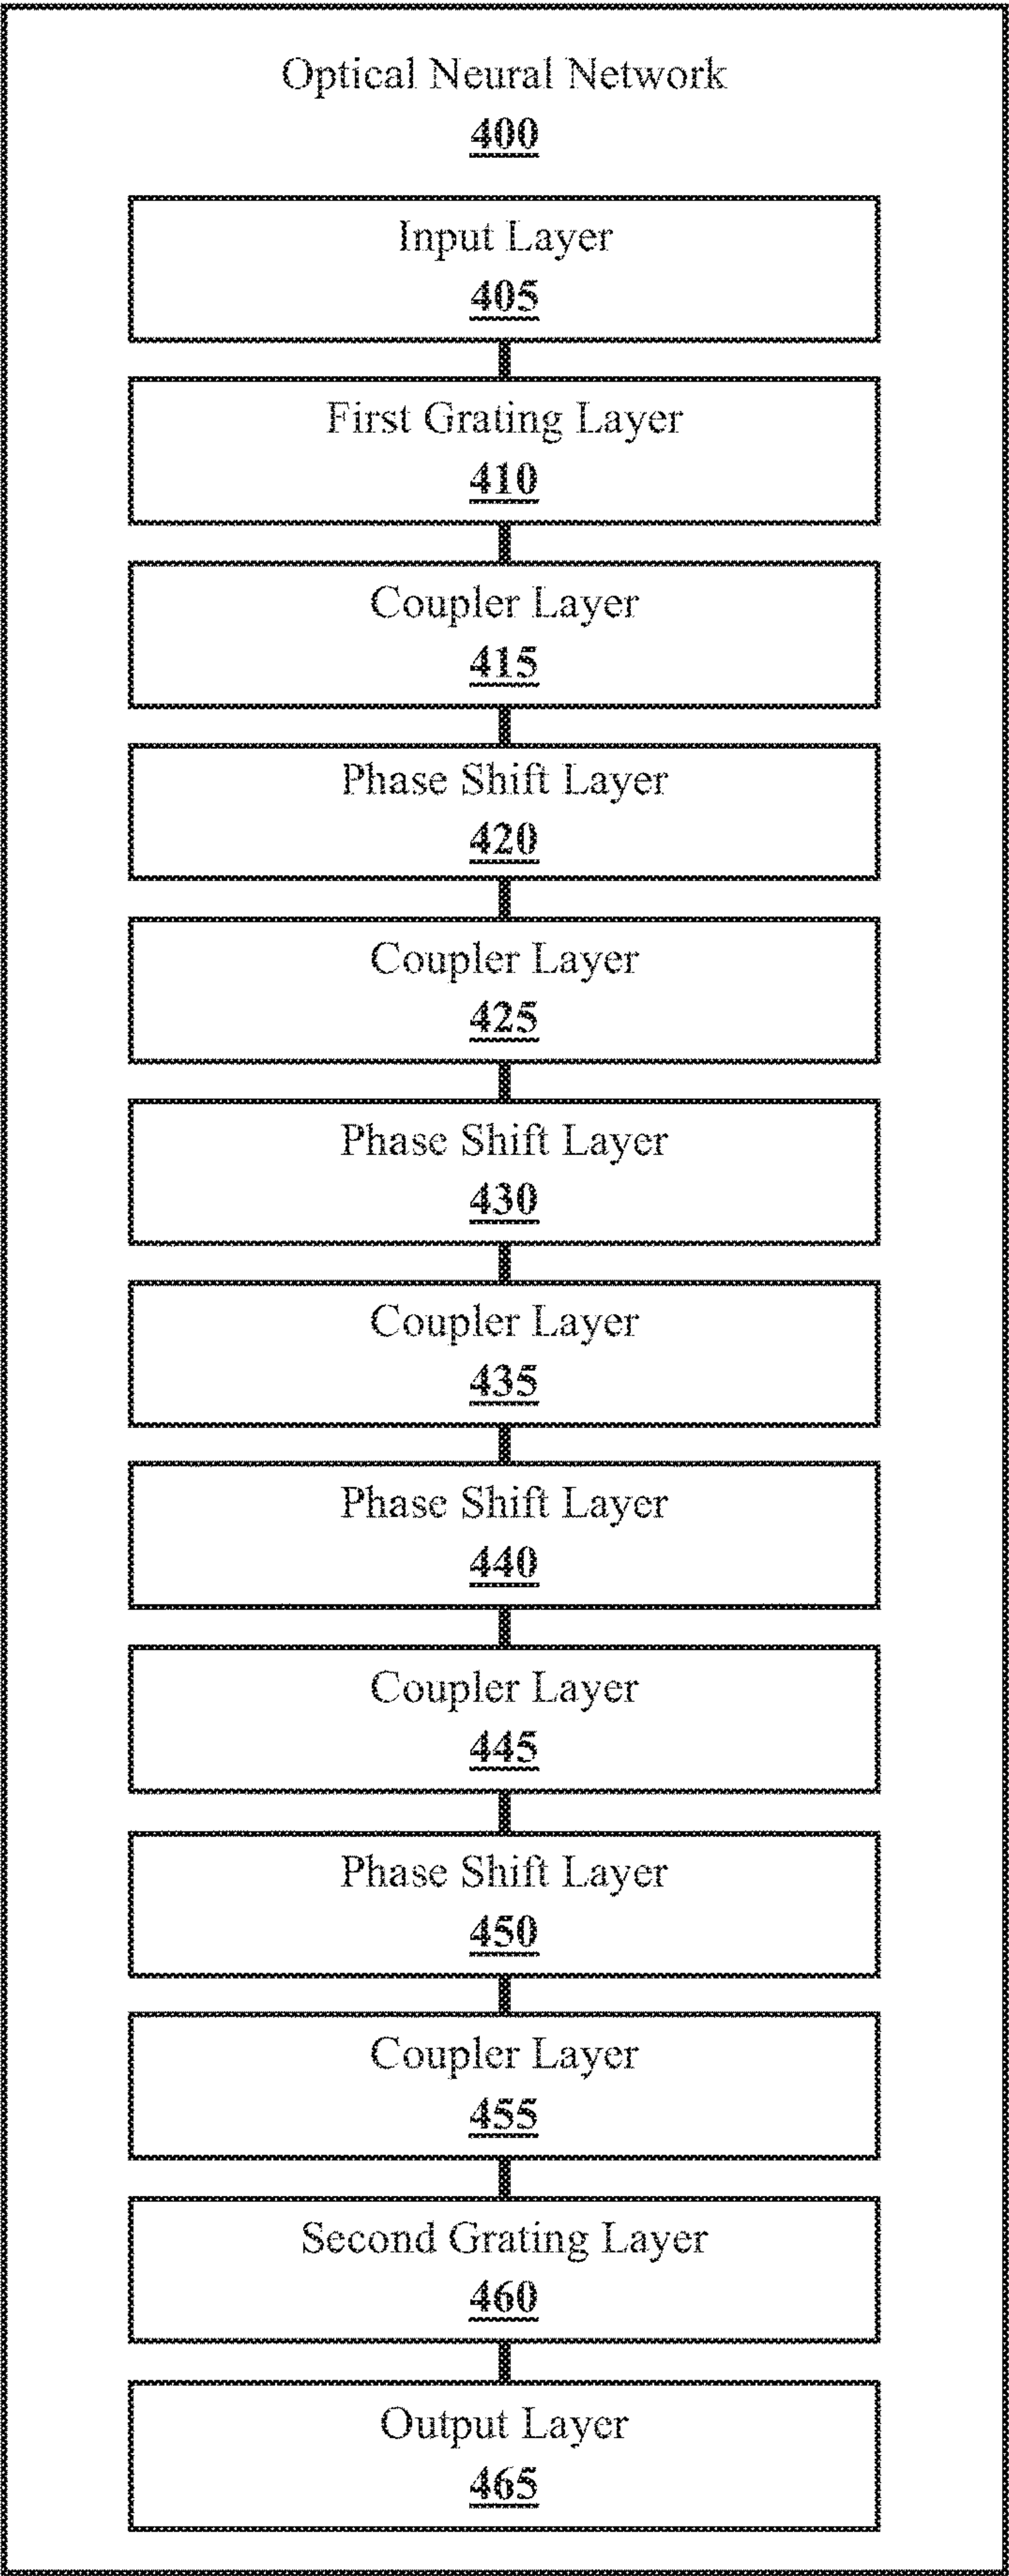 Optical Neural Network
400
Input Layer
405
First Grating Layer
410
Coupler Layer
415
Phase Shift Layer
420
Coupler Layer
425
Phase Shift Layer
430
Coupler Layer
435
Phase Shift Layer
440
Coupler Layer
445
Phase Shift Layer
450
Coupler Layer
455
Second Grating Layer
460
Output Layer
465